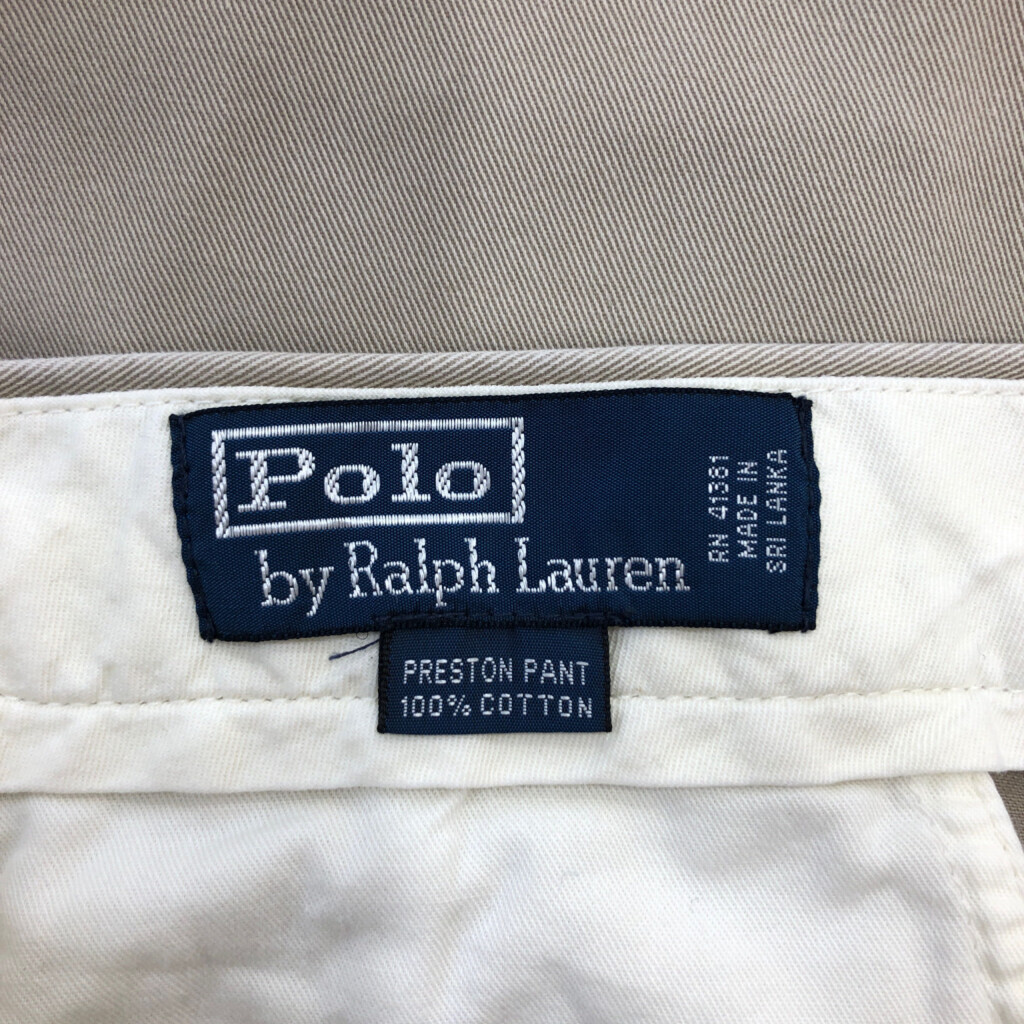 Polo
by Ralph Lauren
RN 41381
MADE IN
SRI LANKA
PRESTON PANT
100% COTTON